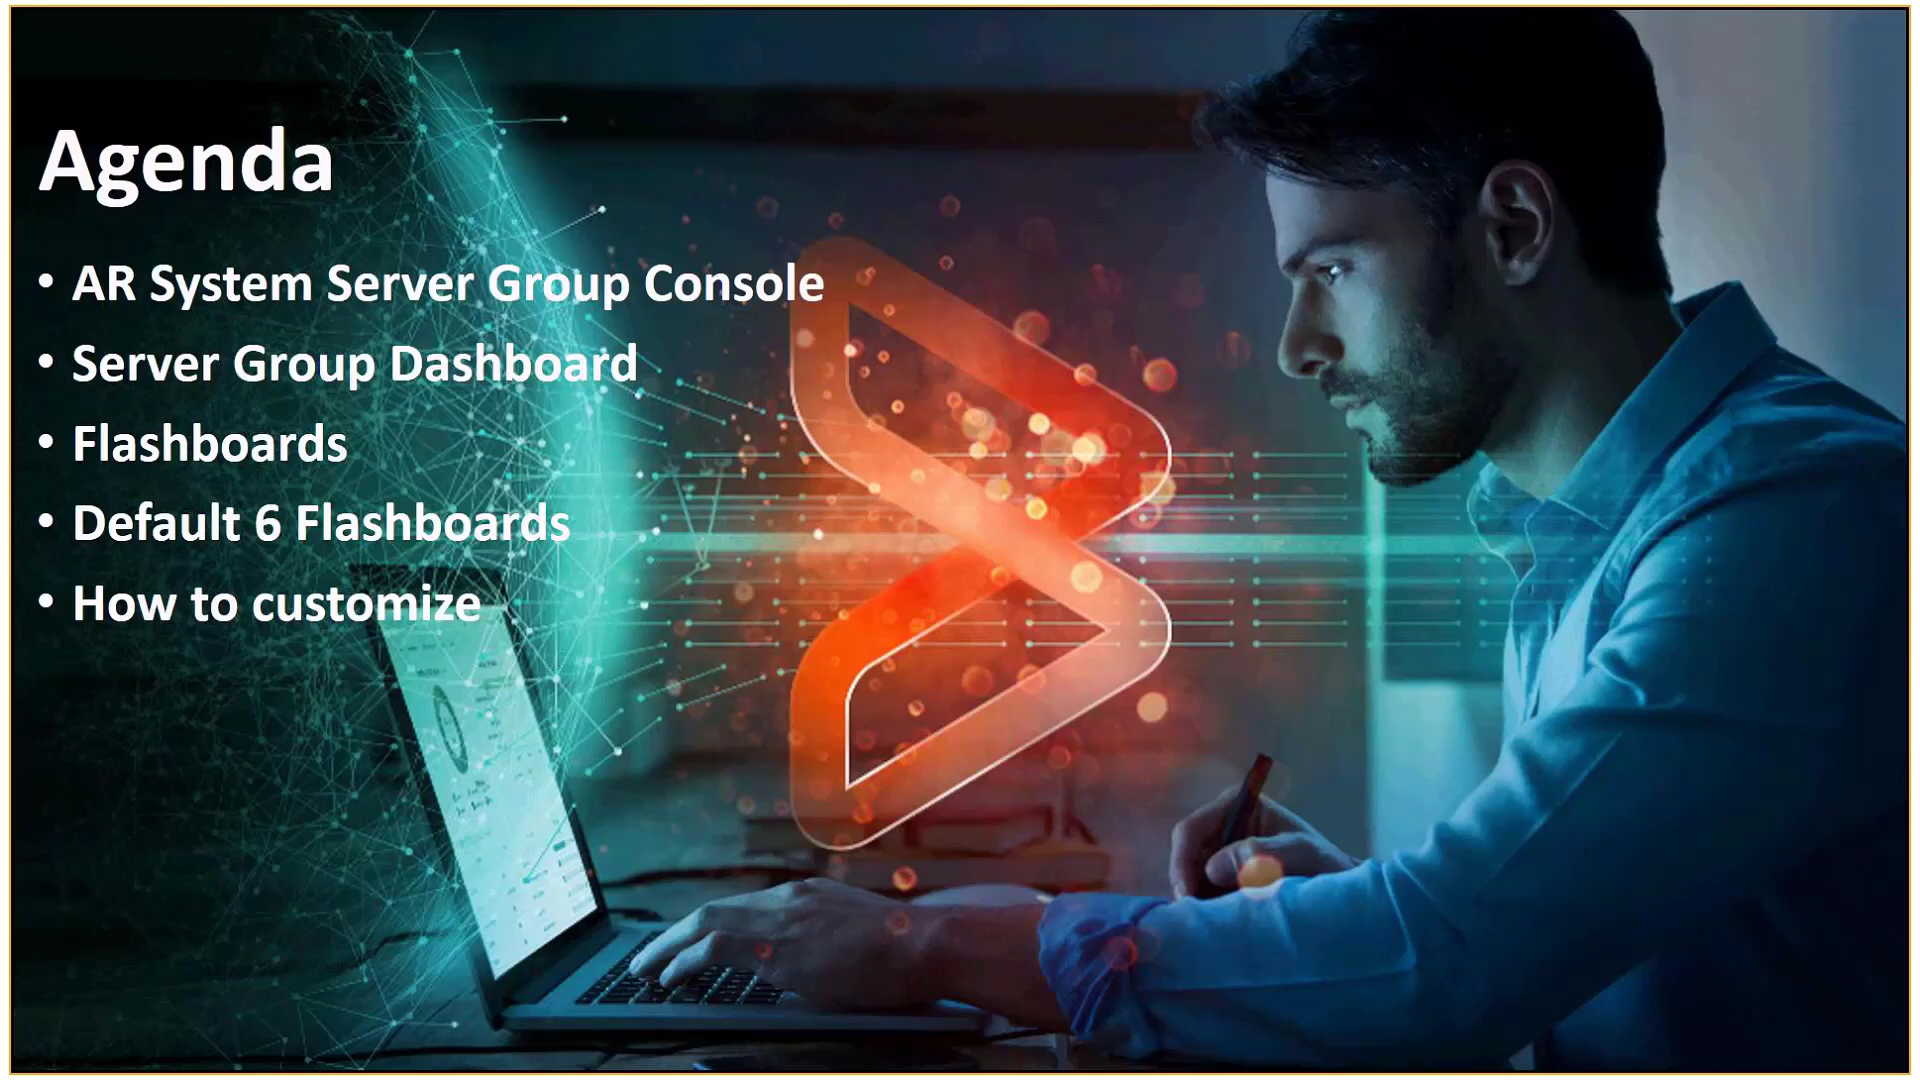 Agenda
• AR System Server Group Console
• Server Group Dashboard
• Flashboards
• Default 6 Flashboards
• How to customize